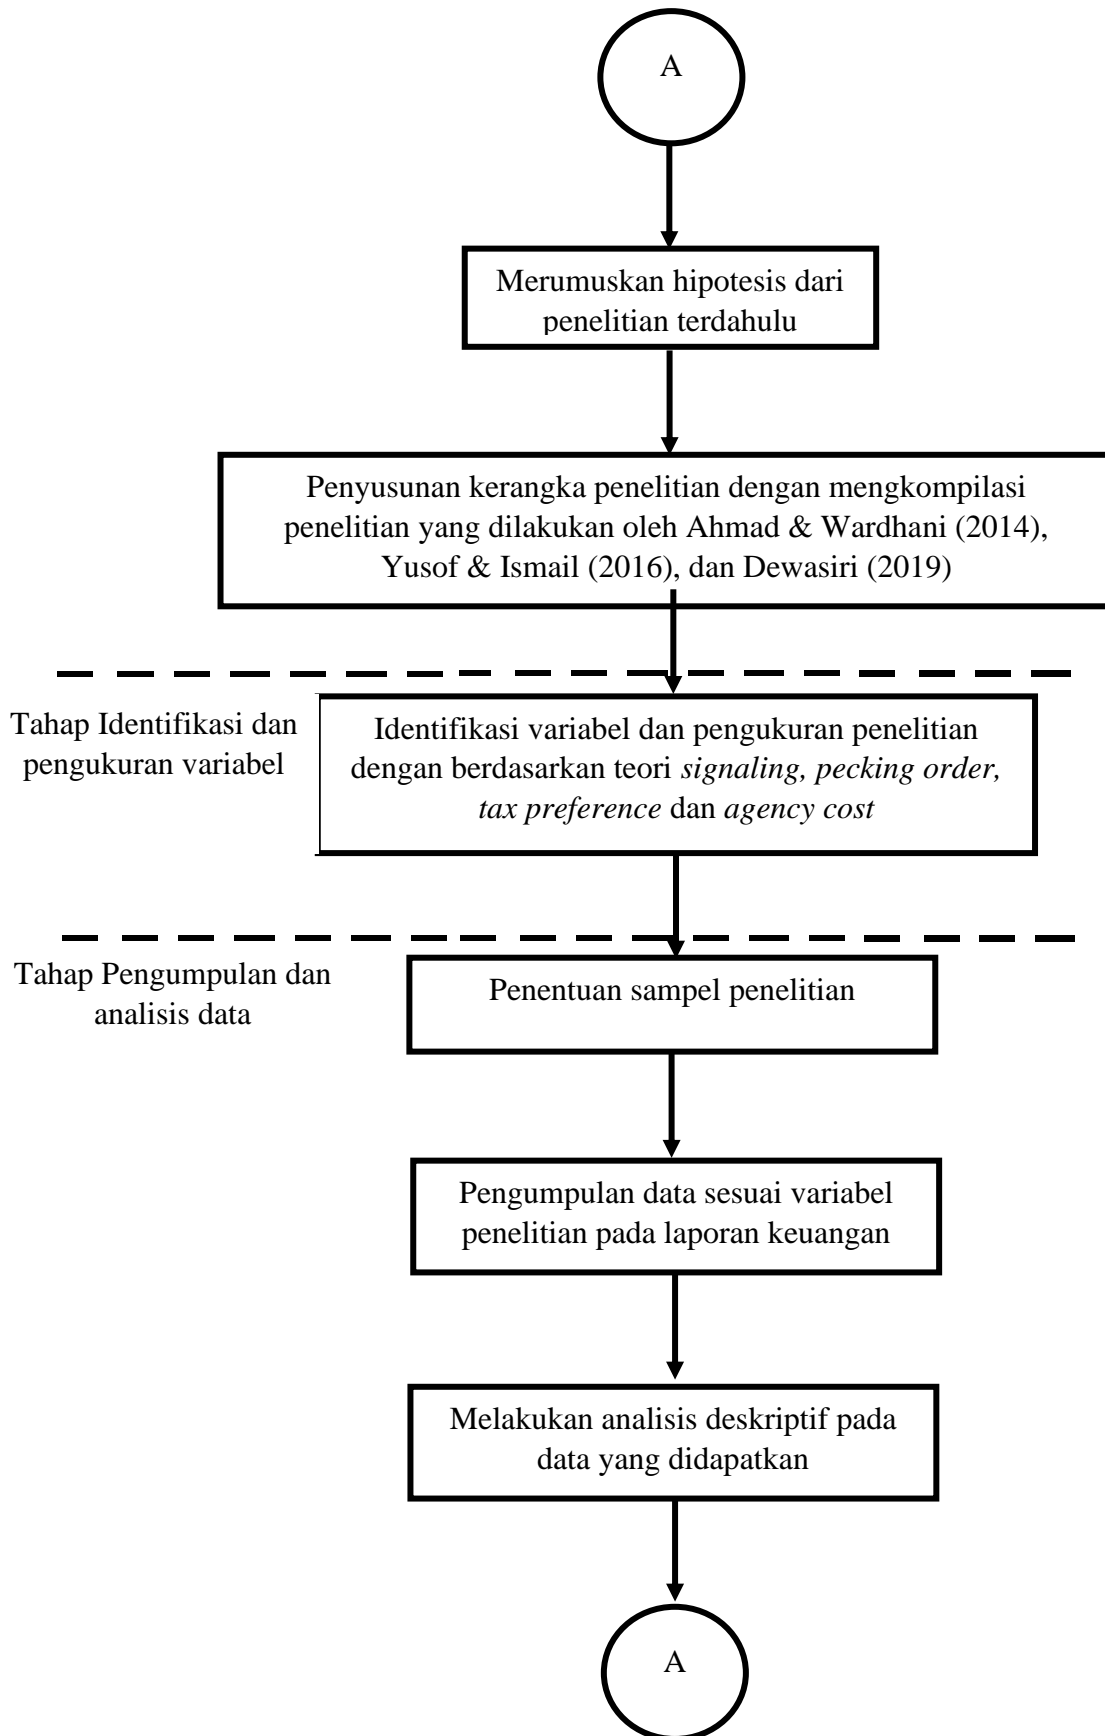 A
Merumuskan hipotesis dari
penelitian terdahulu
Penyusunan kerangka penelitian dengan mengkompilasi
penelitian yang dilakukan oleh Ahmad & Wardhani (2014),
Yusof & Ismail (2016), dan Dewasiri (2019)
Tahap Identifikasi dan
pengukuran variabel
Identifikasi variabel dan pengukuran penelitian
dengan berdasarkan teori signaling, pecking order,
tax preference dan agency cost
Tahap Pengumpulan dan
analisis data
Penentuan sampel penelitian
Pengumpulan data sesuai variabel
penelitian pada laporan keuangan
Melakukan analisis deskriptif pada
data yang didapatkan
A